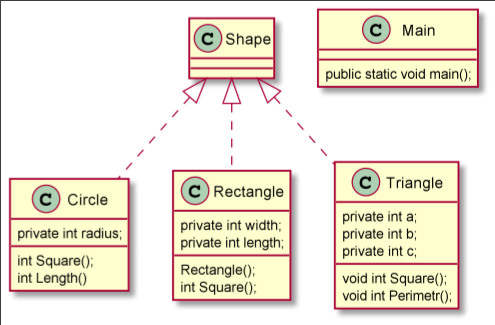 C Shape
C Main
public static void main();
C Circle
private int radius;
int Square();
int Length()
C Rectangle
private int width;
private int length;
Rectangle();
int Square();
C Triangle
private int a;
private int b;
private int c;
void int Square();
void int Perimetr();